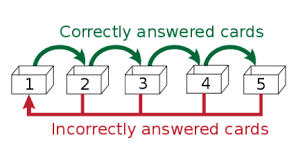 Correctly answered cards
1 2 3 4 5
Incorrectly answered cards